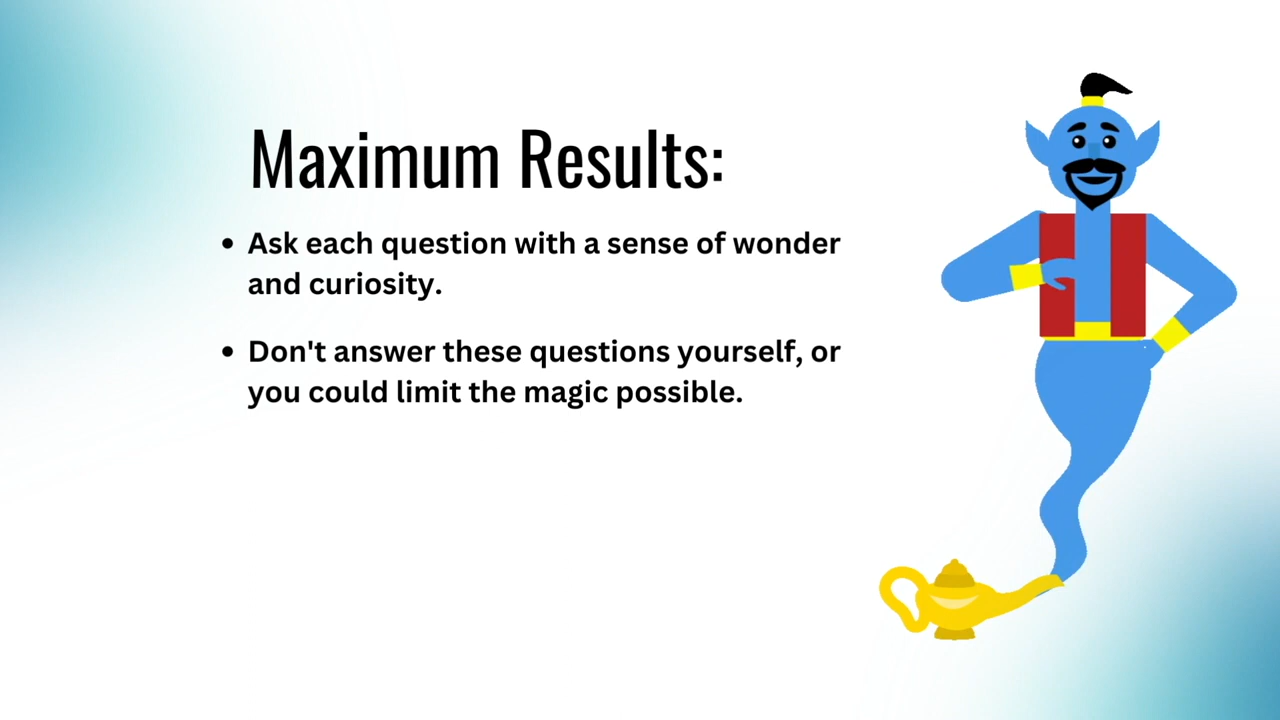 Maximum Results:
• Ask each question with a sense of wonder
and curiosity.
• Don't answer these questions yourself, or
you could limit the magic possible.